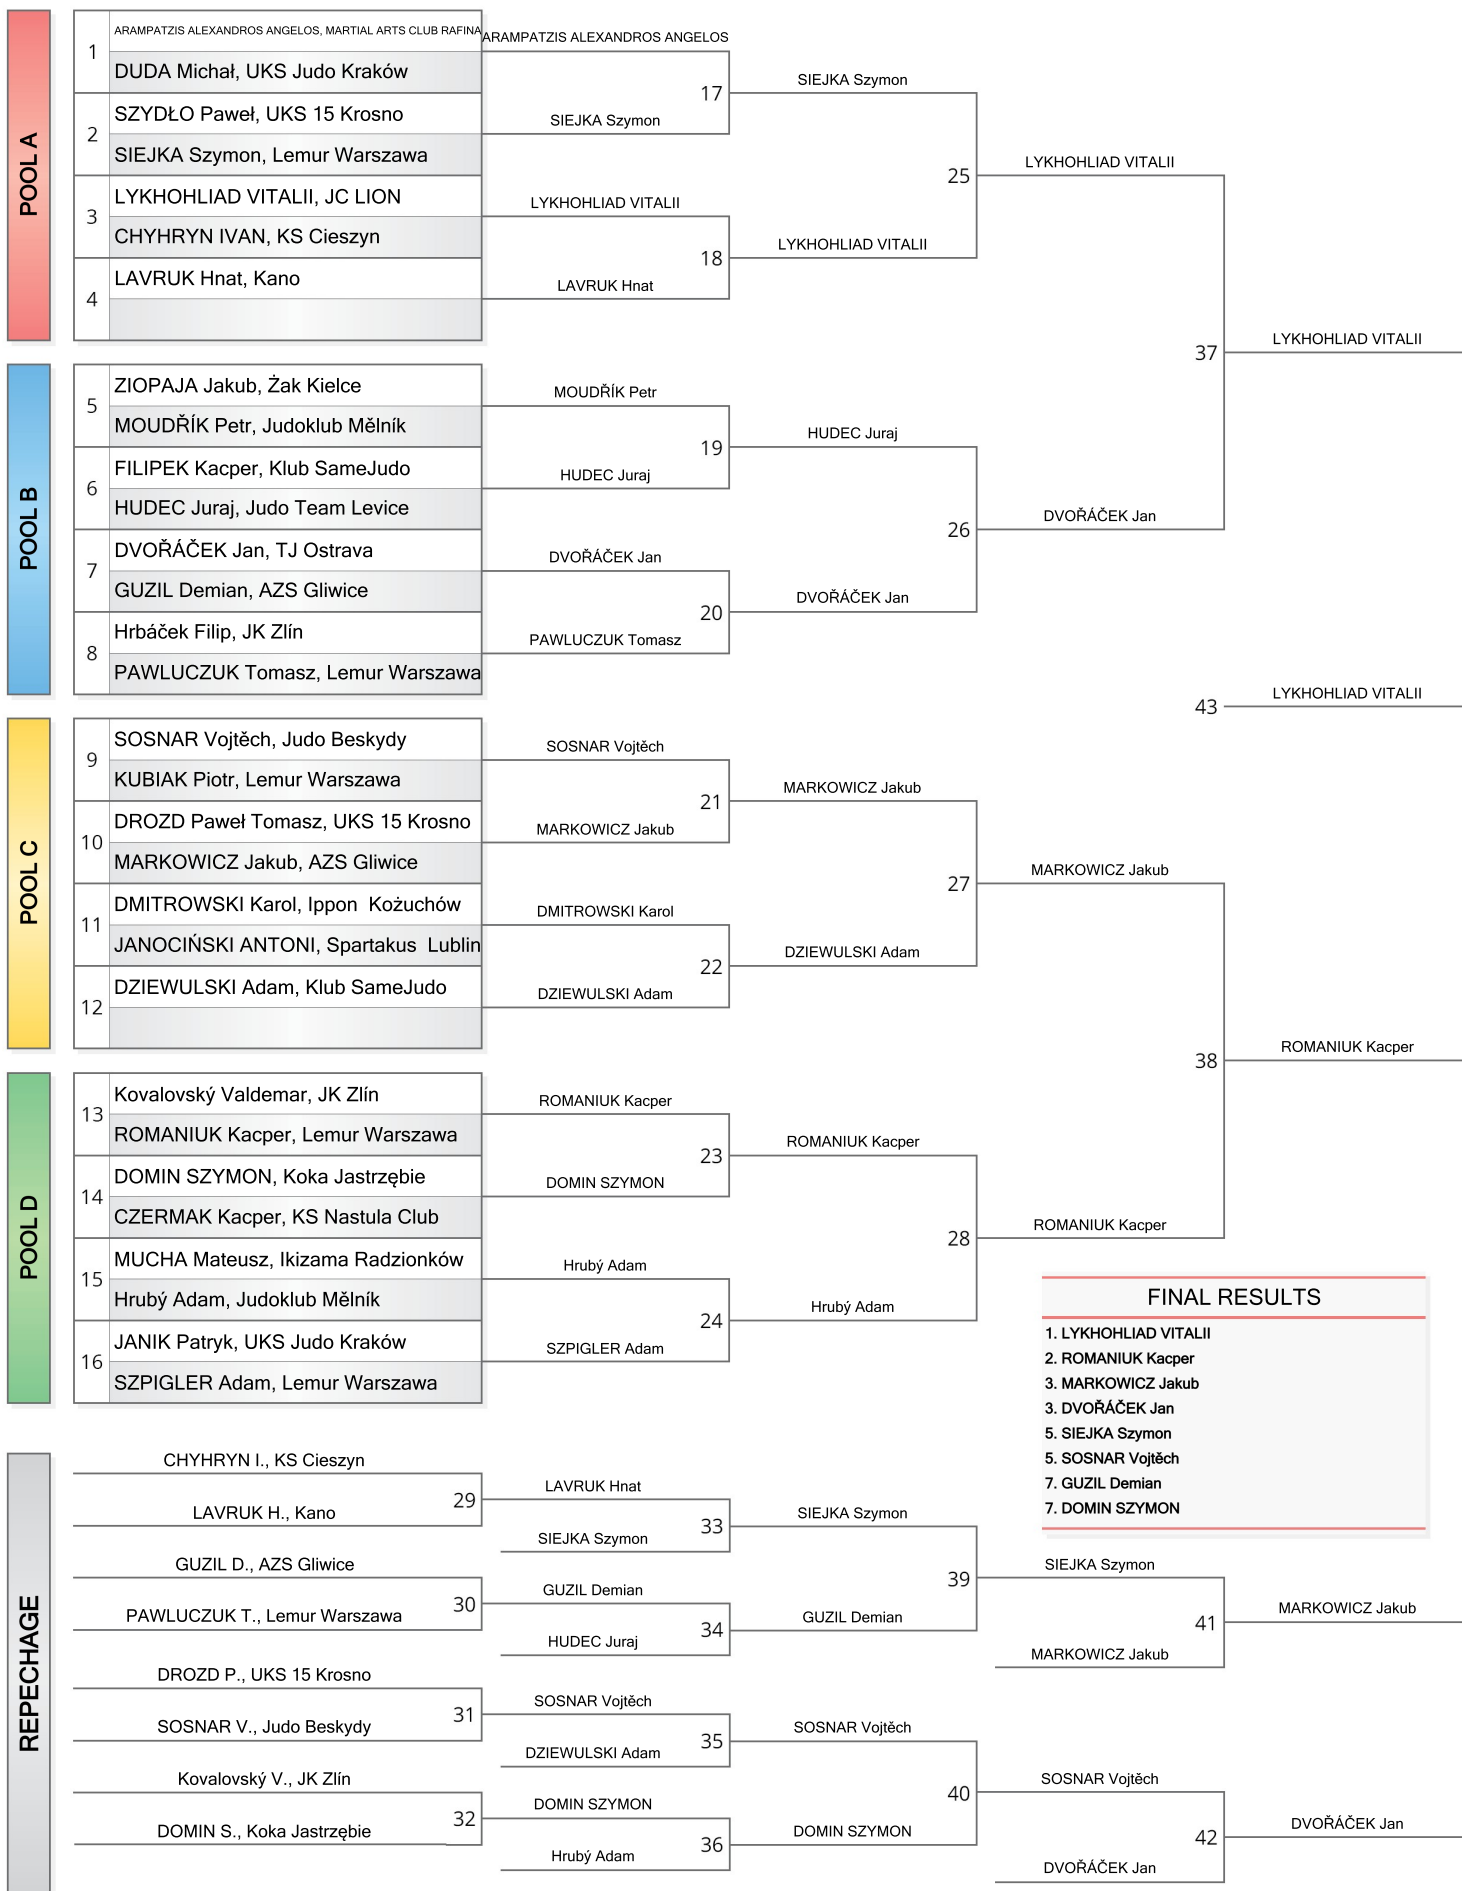 POOL A
1
ARAMPATZIS ALEXANDROS ANGELOS, MARTIAL ARTS CLUB RAFINA
DUDA Michał, UKS Judo Kraków
2
SZYDŁO Paweł, UKS 15 Krosno
SIEJKA Szymon, Lemur Warszawa
3
LYKHOHLIAD VITALII, JC LION
CHYHRYN IVAN, KS Cieszyn
4
LAVRUK Hnat, Kano
ARAMPATZIS ALEXANDROS ANGELOS
17
SIEJKA Szymon
LYKHOHLIAD VITALII
18
LAVRUK Hnat
SIEJKA Szymon
25
LYKHOHLIAD VITALII
LYKHOHLIAD VITALII
POOL B
5
ZIOPAJA Jakub, Żak Kielce
MOUDŘÍK Petr, Judoklub Mělník
6
FILIPEK Kacper, Klub SameJudo
HUDEC Juraj, Judo Team Levice
7
DVOŘÁČEK Jan, TJ Ostrava
GUZIL Demian, AZS Gliwice
8
Hrbáček Filip, JK Zlín
PAWLUCZUK Tomasz, Lemur Warszawa
MOUDŘÍK Petr
19
HUDEC Juraj
DVOŘÁČEK Jan
20
PAWLUCZUK Tomasz
HUDEC Juraj
26
DVOŘÁČEK Jan
DVOŘÁČEK Jan
37
LYKHOHLIAD VITALII
43
LYKHOHLIAD VITALII
POOL C
9
SOSNAR Vojtěch, Judo Beskydy
KUBIAK Piotr, Lemur Warszawa
10
DROZD Paweł Tomasz, UKS 15 Krosno
MARKOWICZ Jakub, AZS Gliwice
11
DMITROWSKI Karol, Ippon  Kożuchów
JANOCIŃSKI ANTONI, Spartakus  Lublin
12
DZIEWULSKI Adam, Klub SameJudo
SOSNAR Vojtěch
21
MARKOWICZ Jakub
DMITROWSKI Karol
22
DZIEWULSKI Adam
MARKOWICZ Jakub
27
DZIEWULSKI Adam
MARKOWICZ Jakub
POOL D
13
Kovalovský Valdemar, JK Zlín
ROMANIUK Kacper, Lemur Warszawa
14
DOMIN SZYMON, Koka Jastrzębie
CZERMAK Kacper, KS Nastula Club
15
MUCHA Mateusz, Ikizama Radzionków
Hrubý Adam, Judoklub Mělník
16
JANIK Patryk, UKS Judo Kraków
SZPIGLER Adam, Lemur Warszawa
ROMANIUK Kacper
23
DOMIN SZYMON
Hrubý Adam
24
SZPIGLER Adam
ROMANIUK Kacper
28
Hrubý Adam
ROMANIUK Kacper
38
ROMANIUK Kacper
FINAL RESULTS
1. LYKHOHLIAD VITALII
2. ROMANIUK Kacper
3. MARKOWICZ Jakub
3. DVOŘÁČEK Jan
5. SIEJKA Szymon
5. SOSNAR Vojtěch
7. GUZIL Demian
7. DOMIN SZYMON
REPECHAGE
CHYHRYN I., KS Cieszyn
29
LAVRUK H., Kano
GUZIL D., AZS Gliwice
30
PAWLUCZUK T., Lemur Warszawa
DROZD P., UKS 15 Krosno
31
SOSNAR V., Judo Beskydy
Kovalovský V., JK Zlín
32
DOMIN S., Koka Jastrzębie
LAVRUK Hnat
33
SIEJKA Szymon
GUZIL Demian
34
HUDEC Juraj
SOSNAR Vojtěch
35
DZIEWULSKI Adam
DOMIN SZYMON
36
Hrubý Adam
SIEJKA Szymon
39
GUZIL Demian
SOSNAR Vojtěch
40
DOMIN SZYMON
SIEJKA Szymon
41
MARKOWICZ Jakub
MARKOWICZ Jakub
SOSNAR Vojtěch
42
DVOŘÁČEK Jan
DVOŘÁČEK Jan